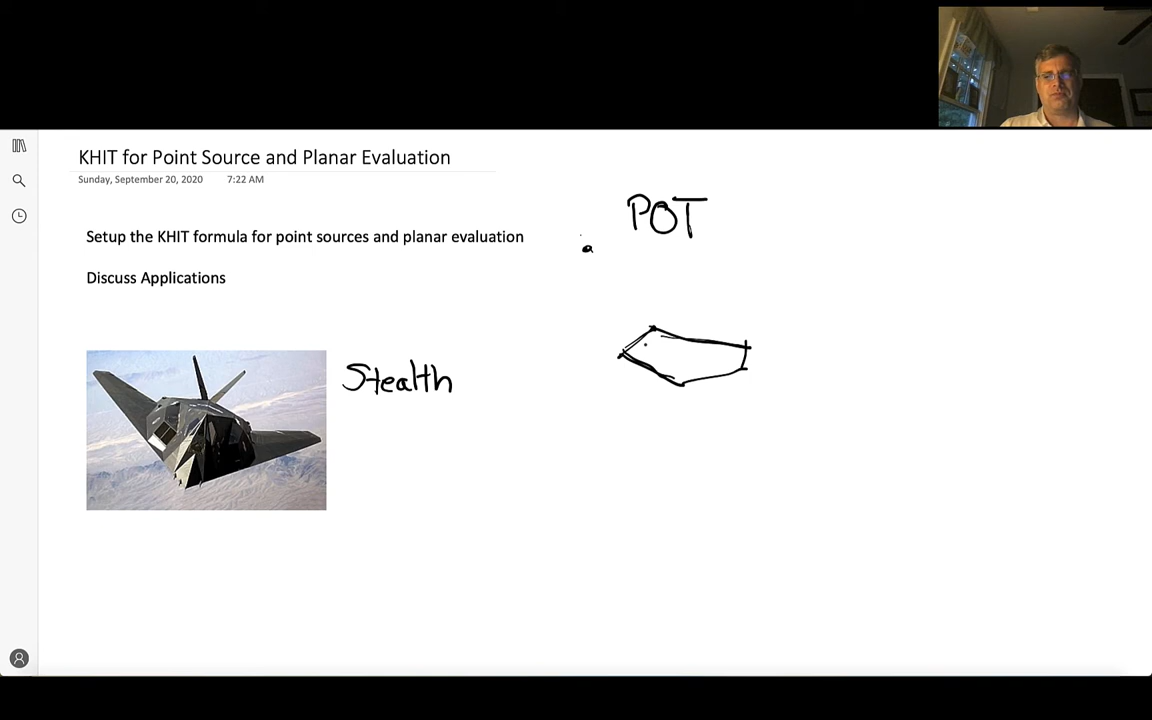 KHIT for Point Source and Planar Evaluation
Sunday, September 20, 2020 7:22 AM
Setup the KHIT formula for point sources and planar evaluation
Discuss Applications
POT
Stealth